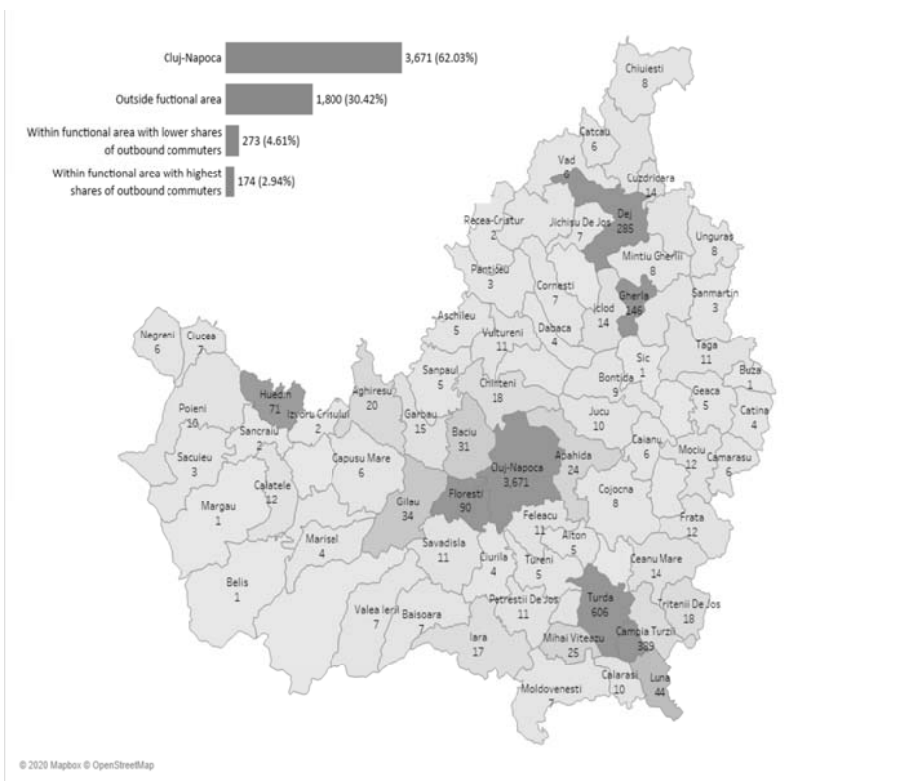 Cluj-Napoca
3,671 (62.03%)
Outside fuctional area
1,800 (30.42%)
Within functional area with lower shares
of outbound commuters
273 (4.61%)
Within functional area with highest
shares of outbound commuters
174 (2.94%)
Chiuiesti
8
Catcau
6
Vad
Cuzdrioara
14
Dej
285
Recea-Cristur
2
Jichisu De Jos
7
Unguras
8
Mintiu Gherlii
8
Panticeu
3
Cornesti
7
Gherla
146
Iclod
14
Sanmartin
3
Aschileu
5
Vultureni
11
Dabaca
4
Negreni
6
Ciucea
7
Sic
1
Taga
11
Buza
1
Sanpaul
5
Chinteni
18
Bontida
9
Geaca
5
Catina
4
Huedin
71
Izvoru Crisului
2
Aghiresu
20
Garbau
15
Poieni
10
Sancraiu
2
Baciu
31
Jucu
10
Caianu
6
Mociu
12
Camarasu
6
Sacuieu
3
Capusu Mare
6
Cluj-Napoca
3,671
Apahida
24
Calatele
12
Gilau
34
Floresti
90
Cojocna
8
Margau
1
Feleacu
11
Frata
12
Marisel
4
Savadisla
11
Ciurila
4
Tureni
5
Aiton
5
Ceanu Mare
14
Belis
1
Valea Ierii
7
Baisoara
7
Petrestii De Jos
11
Turda
606
Tritenii De Jos
18
Iara
17
Mihai Viteazu
25
Campia Turzii
Luna
44
Calarasi
10
Moldovenesti
7
© 2020 Mapbox © OpenStreetMap